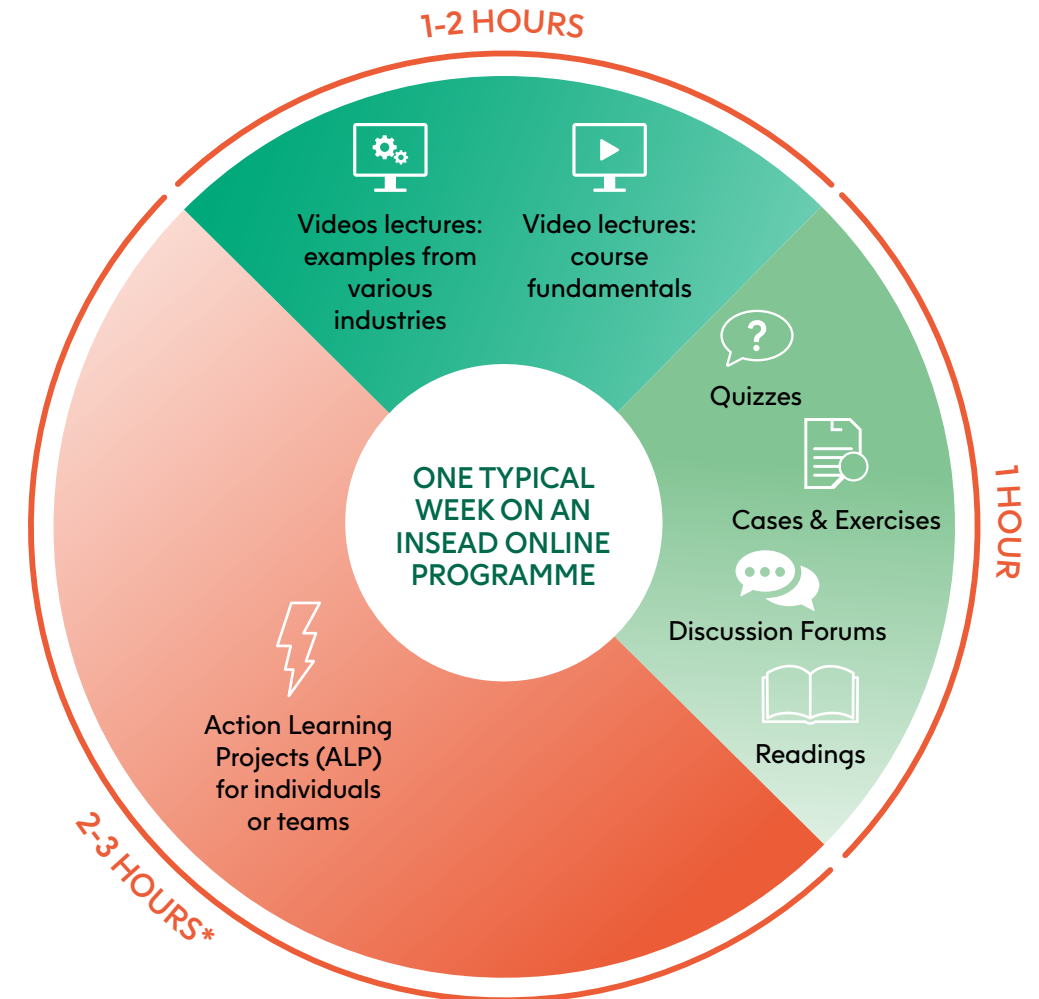 1-2 HOURS
Videos lectures:
examples from
various
industries
Video lectures:
course
fundamentals
?
Quizzes
Cases & Exercises
Discussion Forums
Readings
1 HOUR
ONE TYPICAL
WEEK ON AN
INSEAD ONLINE
PROGRAMME
Action Learning
Projects (ALP)
for individuals
or teams
2-3 HOURS*